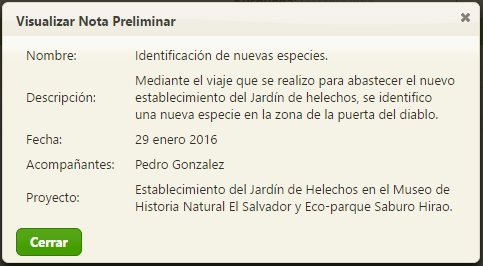 Visualizar Nota Preliminar
Nombre: Identificación de nuevas especies.
Mediante el viaje que se realizo para abastecer el nuevo
Descripción: establecimiento del Jardín de helechos, se identifico
una nueva especie en la zona de la puerta del diablo.
Fecha: 29 enero 2016
Acompañantes: Pedro Gonzalez
Proyecto: Establecimiento del Jardín de Helechos en el Museo de
Historia Natural El Salvador y Eco-parque Saburo Hirao.
Cerrar